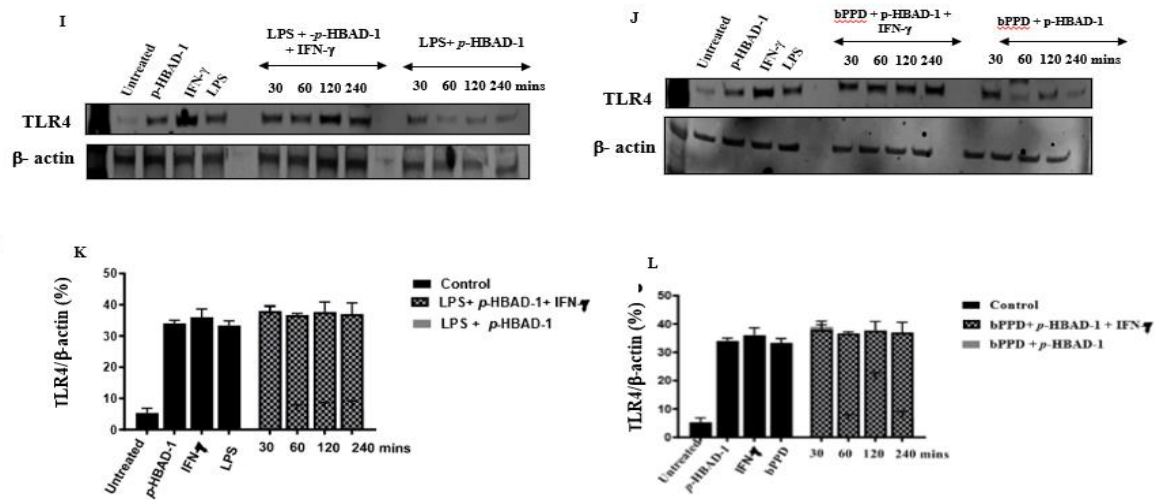 I
Untreated
p-HBAD-1
IFN-γ
LPS
LPS + -p-HBAD-1
+ IFN-γ
LPS+ p-HBAD-1
30 60 120 240
30 60 120 240 mins
TLR4
β- actin
J
Untreated
p-HBAD-1
IFN-γ
LPS
bPPD + p-HBAD-1 +
IFN-γ
bPPD + p-HBAD-1
30 60 120 240
30 60 120 240 mins
TLR4
β- actin
K
TLR4/β-actin (%)
50
40
30
20
10
0
Untreated
p-HBAD-1
IFN-γ
LPS
30 60 120 240 mins
Control
LPS+ p-HBAD-1+ IFN-γ
LPS + p-HBAD-1
L
TLR4/β-actin (%)
50
40
30
20
10
0
Untreated
p-HBAD-1
IFN-γ
bPPD
30 60 120 240 mins
Control
bPPD+ p-HBAD-1 + IFN-γ
bPPD + p-HBAD-1